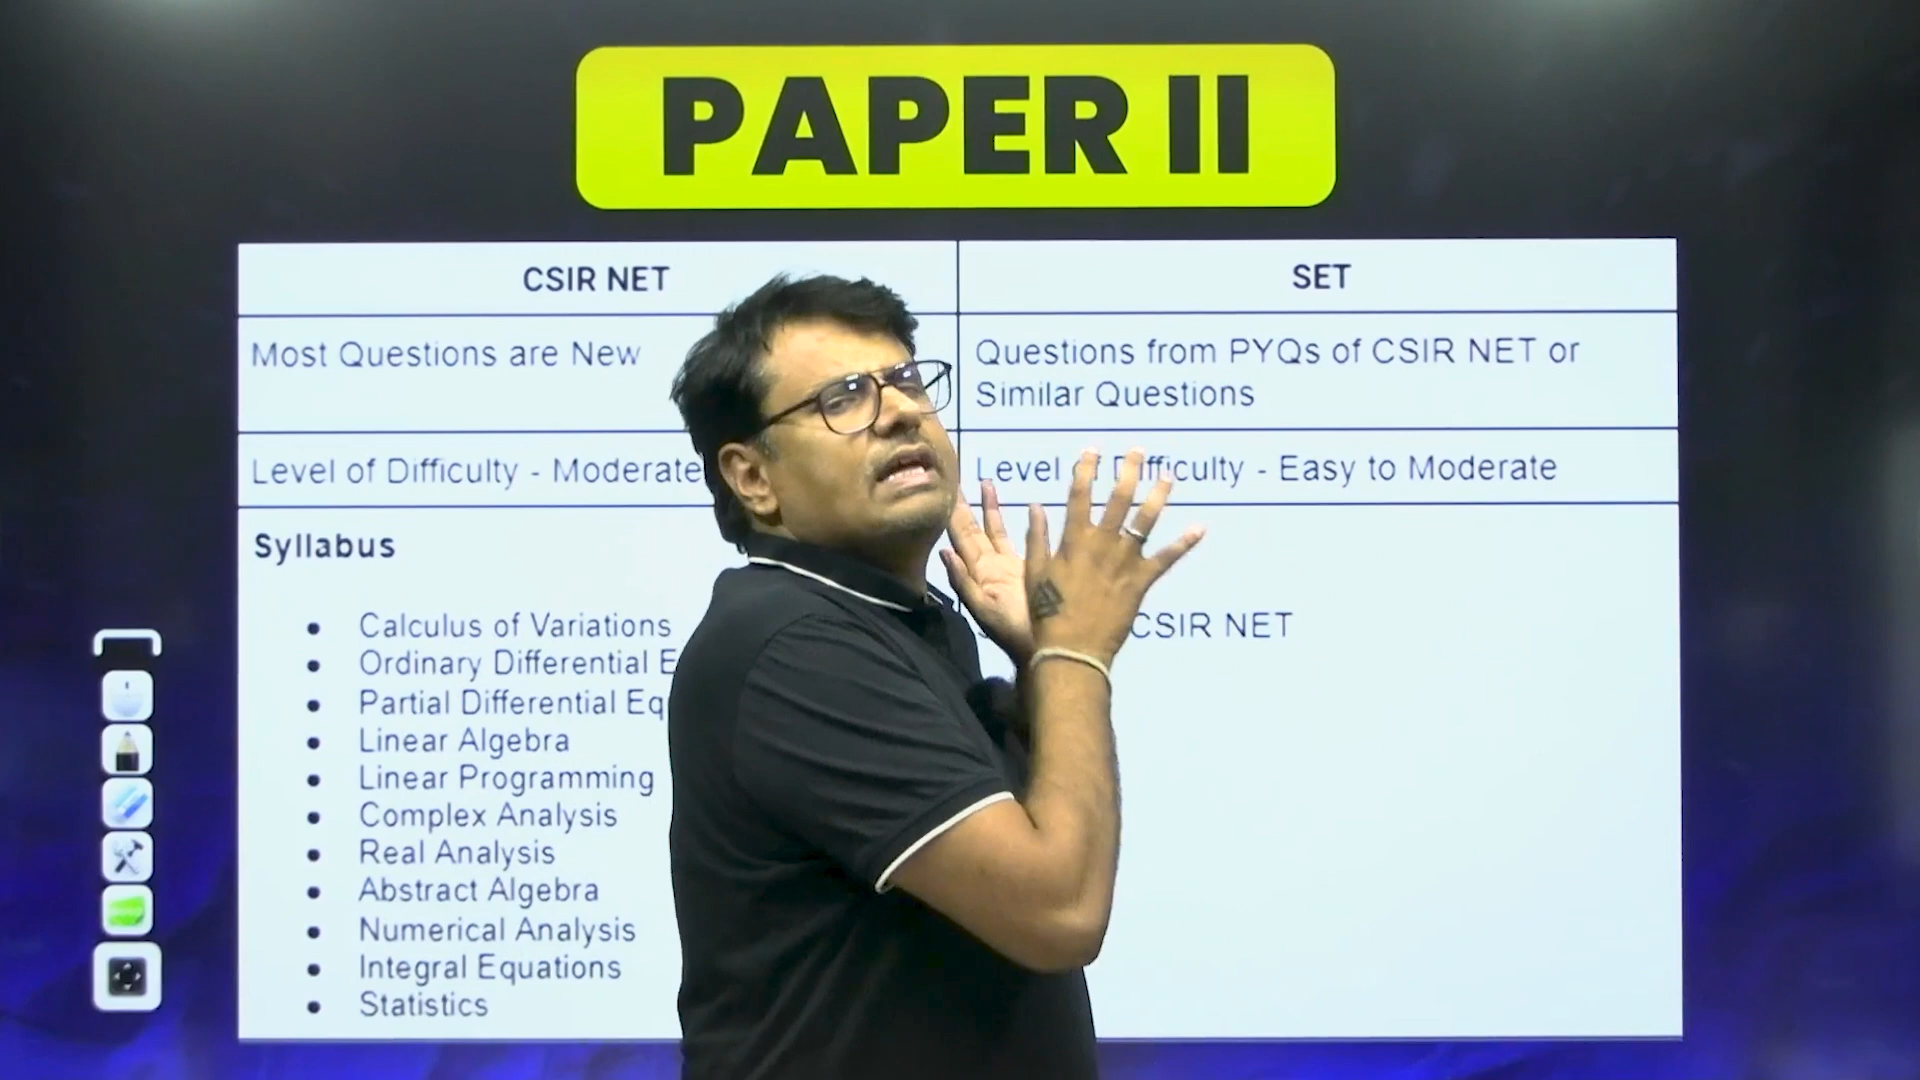 PAPER II
CSIR NET
SET
Most Questions are New
Questions from PYQs of CSIR NET or
Similar Questions
Level of Difficulty - Moderate
Level of Difficulty - Easy to Moderate
Syllabus
Calculus of Variations
CSIR NET
Ordinary Differential
Partial Differential
Linear Algebra
Linear Programming
Complex Analysis
Real Analysis
Abstract Algebra
Numerical Analysis
Integral Equations
Statistics